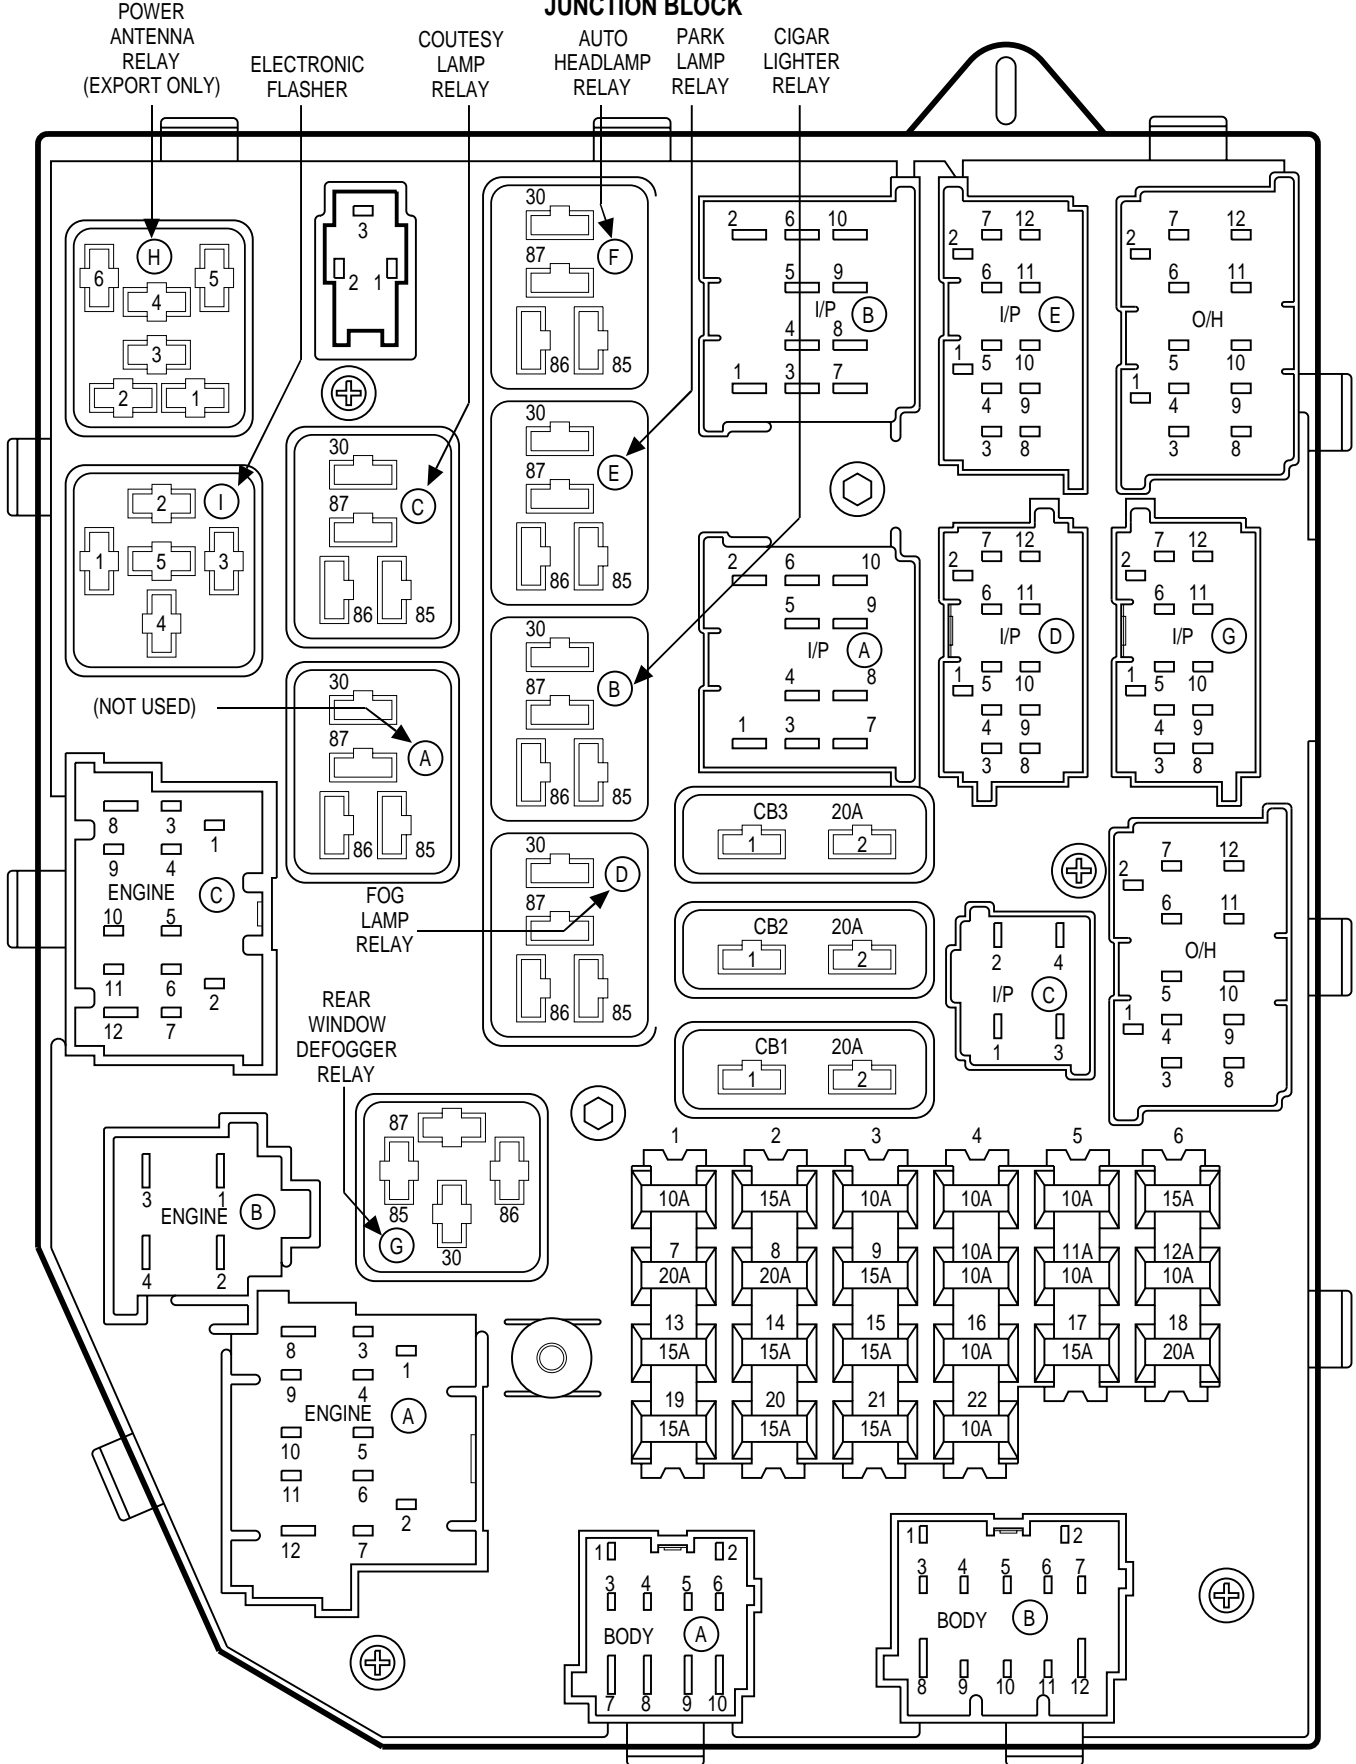 JUNCTION BLOCK
POWER
ANTENNA
RELAY
(EXPORT ONLY)
ELECTRONIC
FLASHER
COUTESY
LAMP
RELAY
AUTO
HEADLAMP
RELAY
PARK
LAMP
RELAY
CIGAR
LIGHTER
RELAY
H
6 5
4
3
2 1
3
2 1
30
87 F
86 85
2 6 10
5 9
I/P B
4 8
1 3 7
7 12
2
6 11
I/P E
1 5 10
4 9
3 8
7 12
2
6 11
O/H
5 10
1 4 9
3 8
2 I
1 5 3
4
30
87 C
86 85
30
87 E
86 85
2 6 10
5 9
I/P A
4 8
1 3 7
7 12
2
6 11
I/P D
1 5 10
4 9
3 8
7 12
2
6 11
I/P G
1 5 10
4 9
3 8
(NOT USED)
30
87 A
86 85
30
87 B
86 85
FOG
LAMP
RELAY
30
87 D
86 85
8 3 1
9 4
ENGINE C
10 5
11 6 2
12 7
CB3 20A
1 2
CB2 20A
1 2
CB1 20A
1 2
2 4
I/P C
1 3
7 12
2
6 11
O/H
5 10
1 4 9
3 8
REAR
WINDOW
DEFOGGER
RELAY
87
85 86
G 30
3 1
ENGINE B
4 2
1 2 3 4 5 6
10A 15A 10A 10A 10A 15A
7 8 9 10A 11A 12A
20A 20A 15A 10A 10A 10A
13 14 15 16 17 18
15A 15A 15A 10A 15A 20A
19 20 21 22
15A 15A 15A 10A
8 3 1
9 4
ENGINE A
10 5
11 6 2
12 7
1 2
3 4 5 6
BODY A
7 8 9 10
1 2
3 4 5 6 7
BODY B
8 9 10 11 12